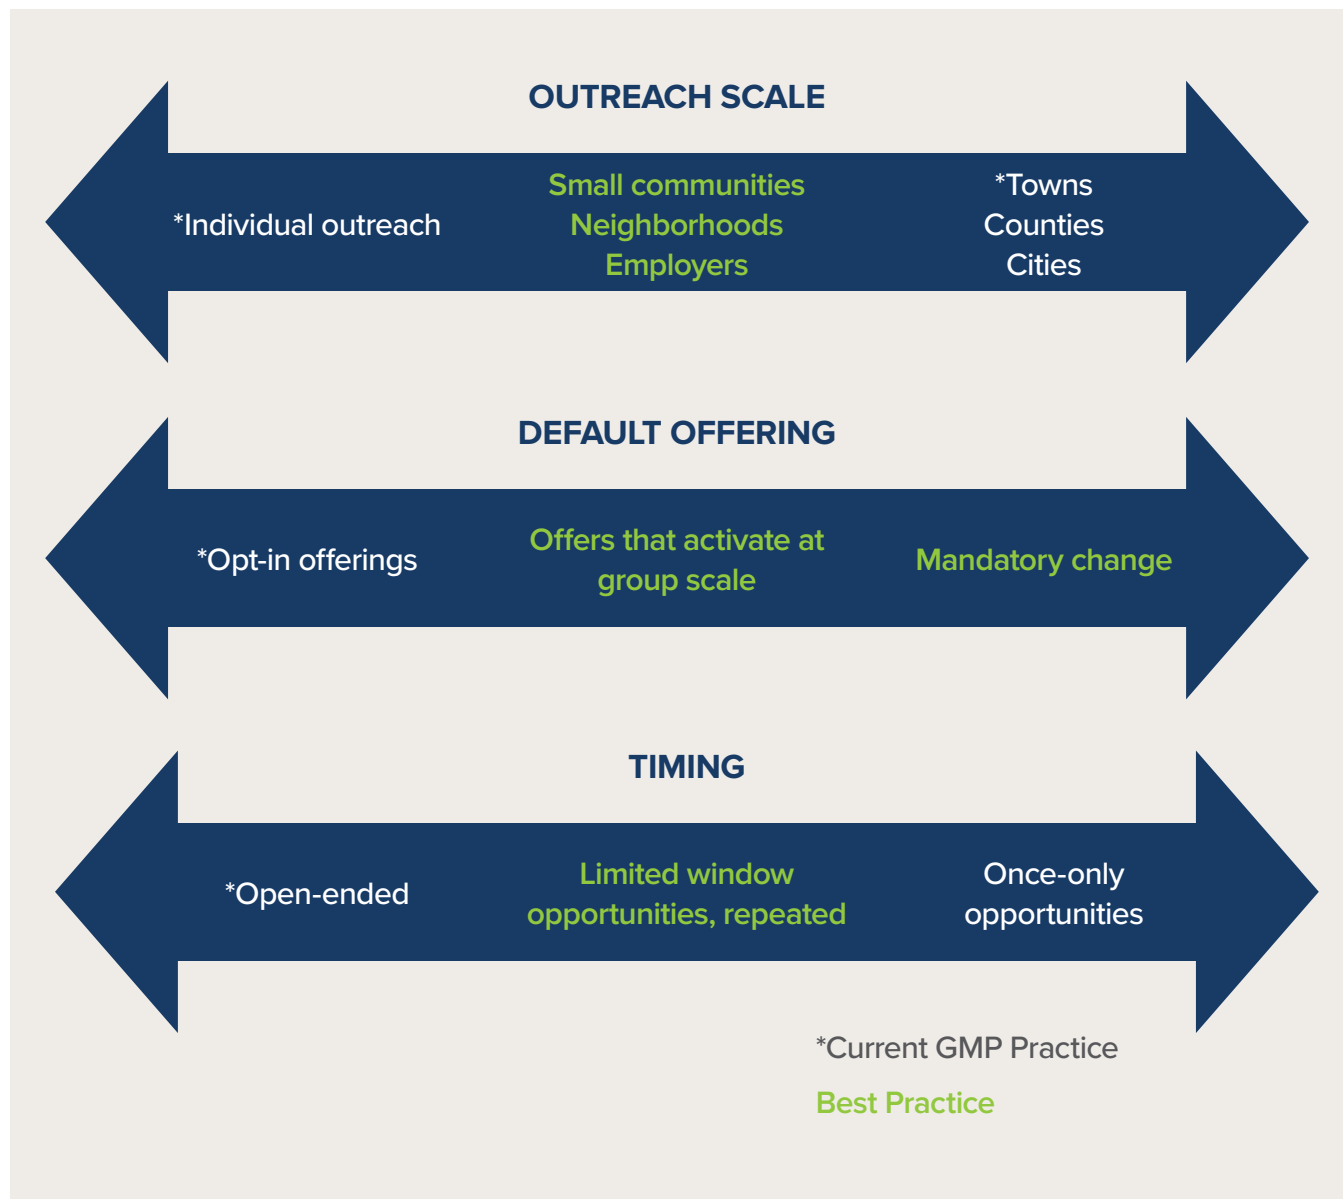 OUTREACH SCALE
*Individual outreach
Small communities
Neighborhoods
Employers
*Towns
Counties
Cities
DEFAULT OFFERING
*Opt-in offerings
Offers that activate at
group scale
Mandatory change
TIMING
*Open-ended
Limited window
opportunities, repeated
Once-only
opportunities
*Current GMP Practice
Best Practice